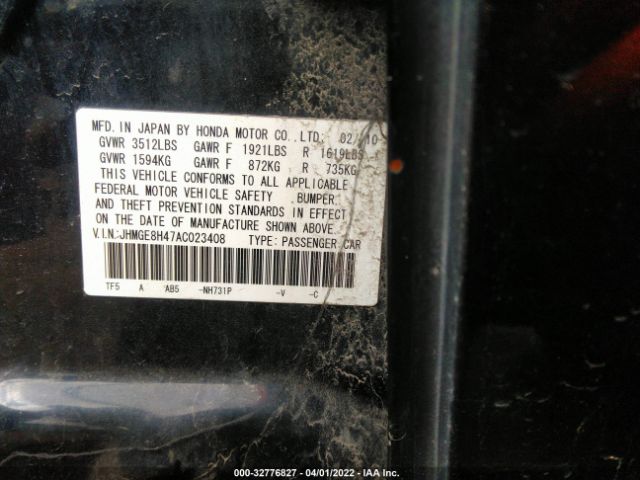 MFD. IN JAPAN BY HONDA MOTOR CO.,LTD. 02/10
GVWR 3512LBS GAWR F 1921LBS R 1619LBS
GVWR 1594KG GAWR F 872KG R 735KG
THIS VEHICLE CONFORMS TO ALL APPLICABLE
FEDERAL MOTOR VEHICLE SAFETY BUMPER,
AND THEFT PREVENTION STANDARDS IN EFFECT
ON THE DATE OF MANUFACTURE SHOWN ABOVE.
V.I.N:JHMGE8H47AC023408 TYPE: PASSENGER CAR
TF5 A AB5 -NH731P -V -C
000-32776827 - 04/01/2022 - IAA Inc.